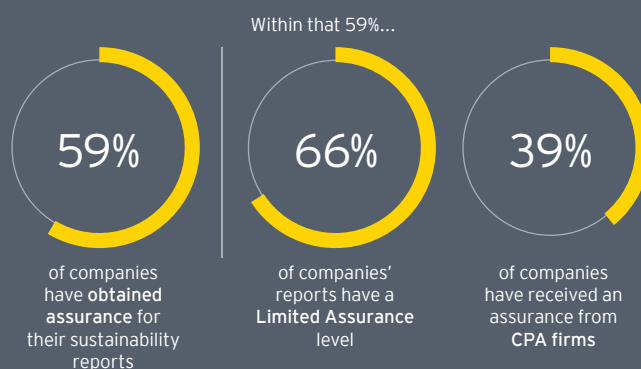 Within that 59%...
59%
of companies
have obtained
assurance for
their sustainability
reports
66%
of companies’
reports have a
Limited Assurance
level
39%
of companies
have received an
assurance from
CPA firms